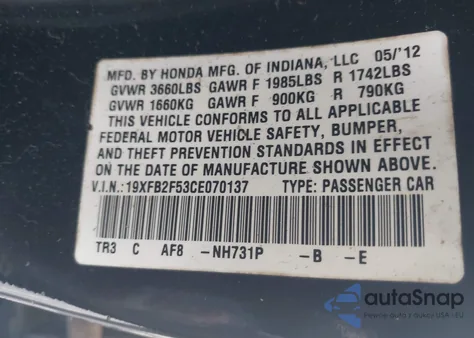 MFD. BY HONDA MFG. OF INDIANA, LLC 05/'12
GVWR 3660LBS GAWR F 1985LBS R 1742LBS
GVWR 1660KG GAWR F 900KG R 790KG
THIS VEHICLE CONFORMS TO ALL APPLICABLE
FEDERAL MOTOR VEHICLE SAFETY, BUMPER,
AND THEFT PREVENTION STANDARDS IN EFFECT
ON THE DATE OF MANUFACTURE SHOWN ABOVE.
V.I.N.:19XFB2F53CE070137 TYPE: PASSENGER CAR
TR3 C AF8 -NH731P -B -E
autoSnap